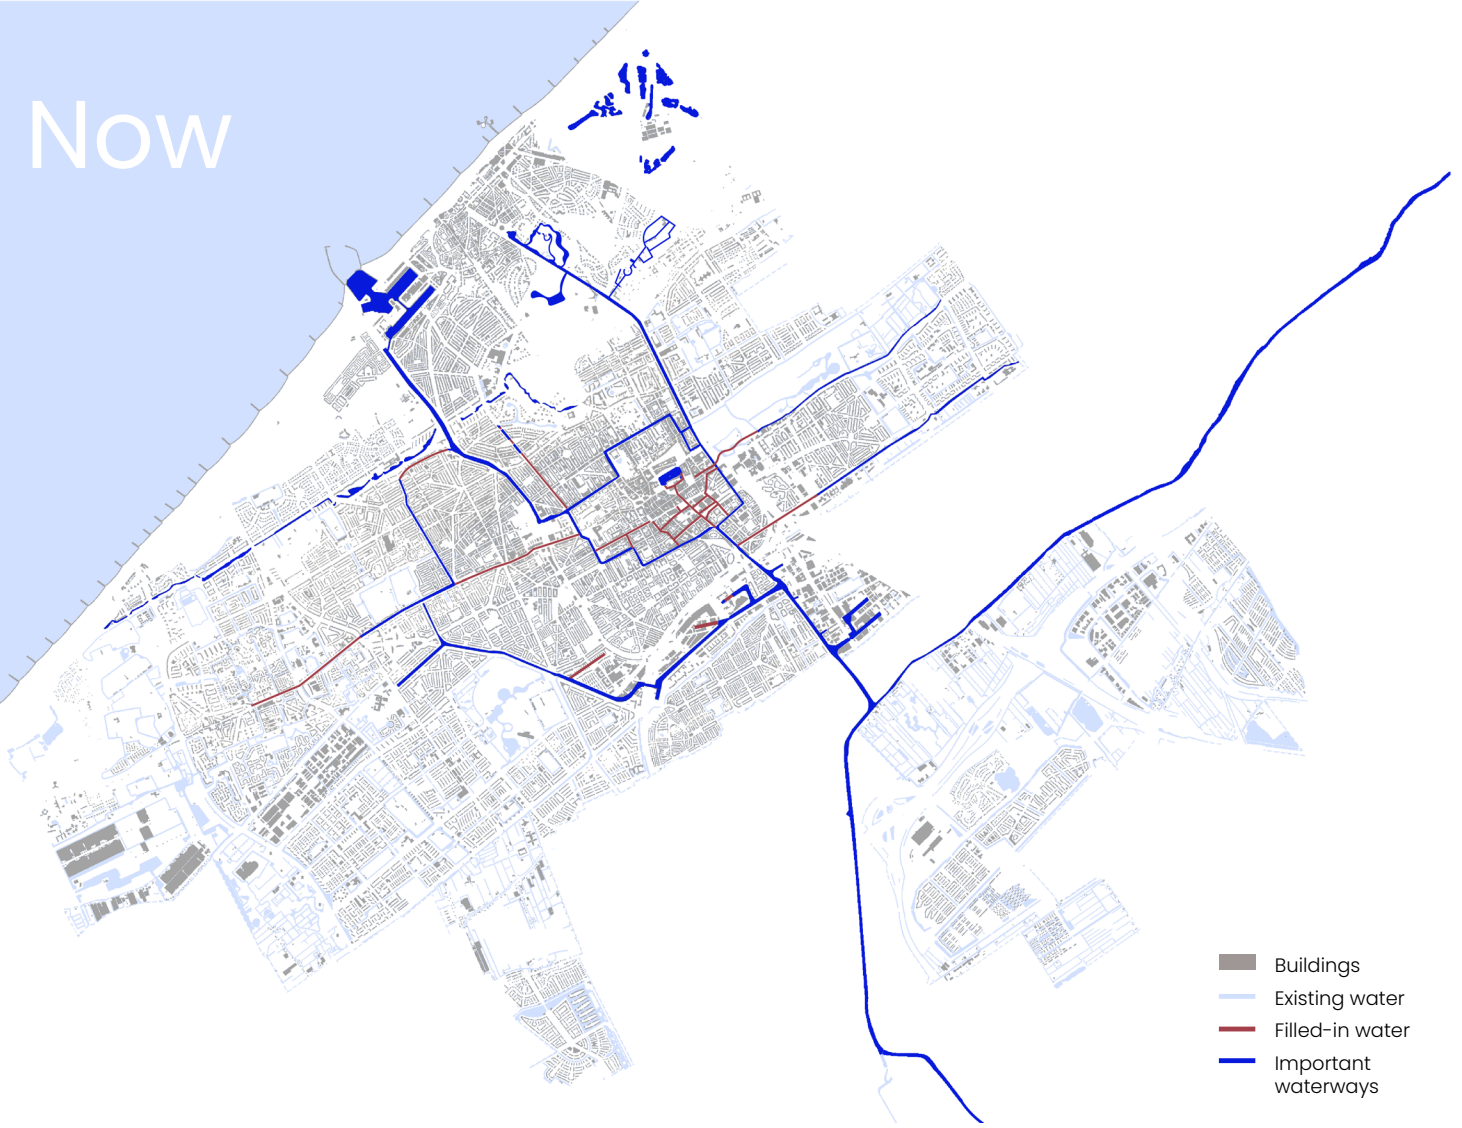 Now
Buildings
Existing water
Filled-in water
Important
waterways